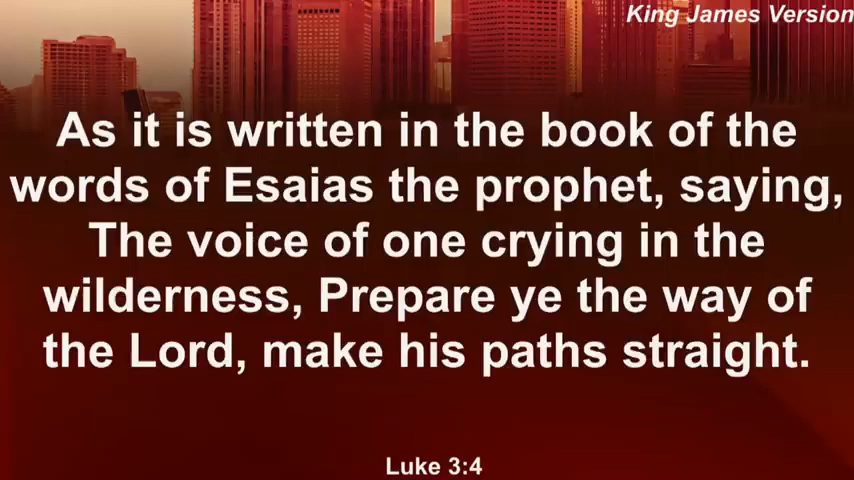 King James Version
As it is written in the book of the
words of Esaias the prophet, saying,
The voice of one crying in the
wilderness, Prepare ye the way of
the Lord, make his paths straight.
Luke 3:4